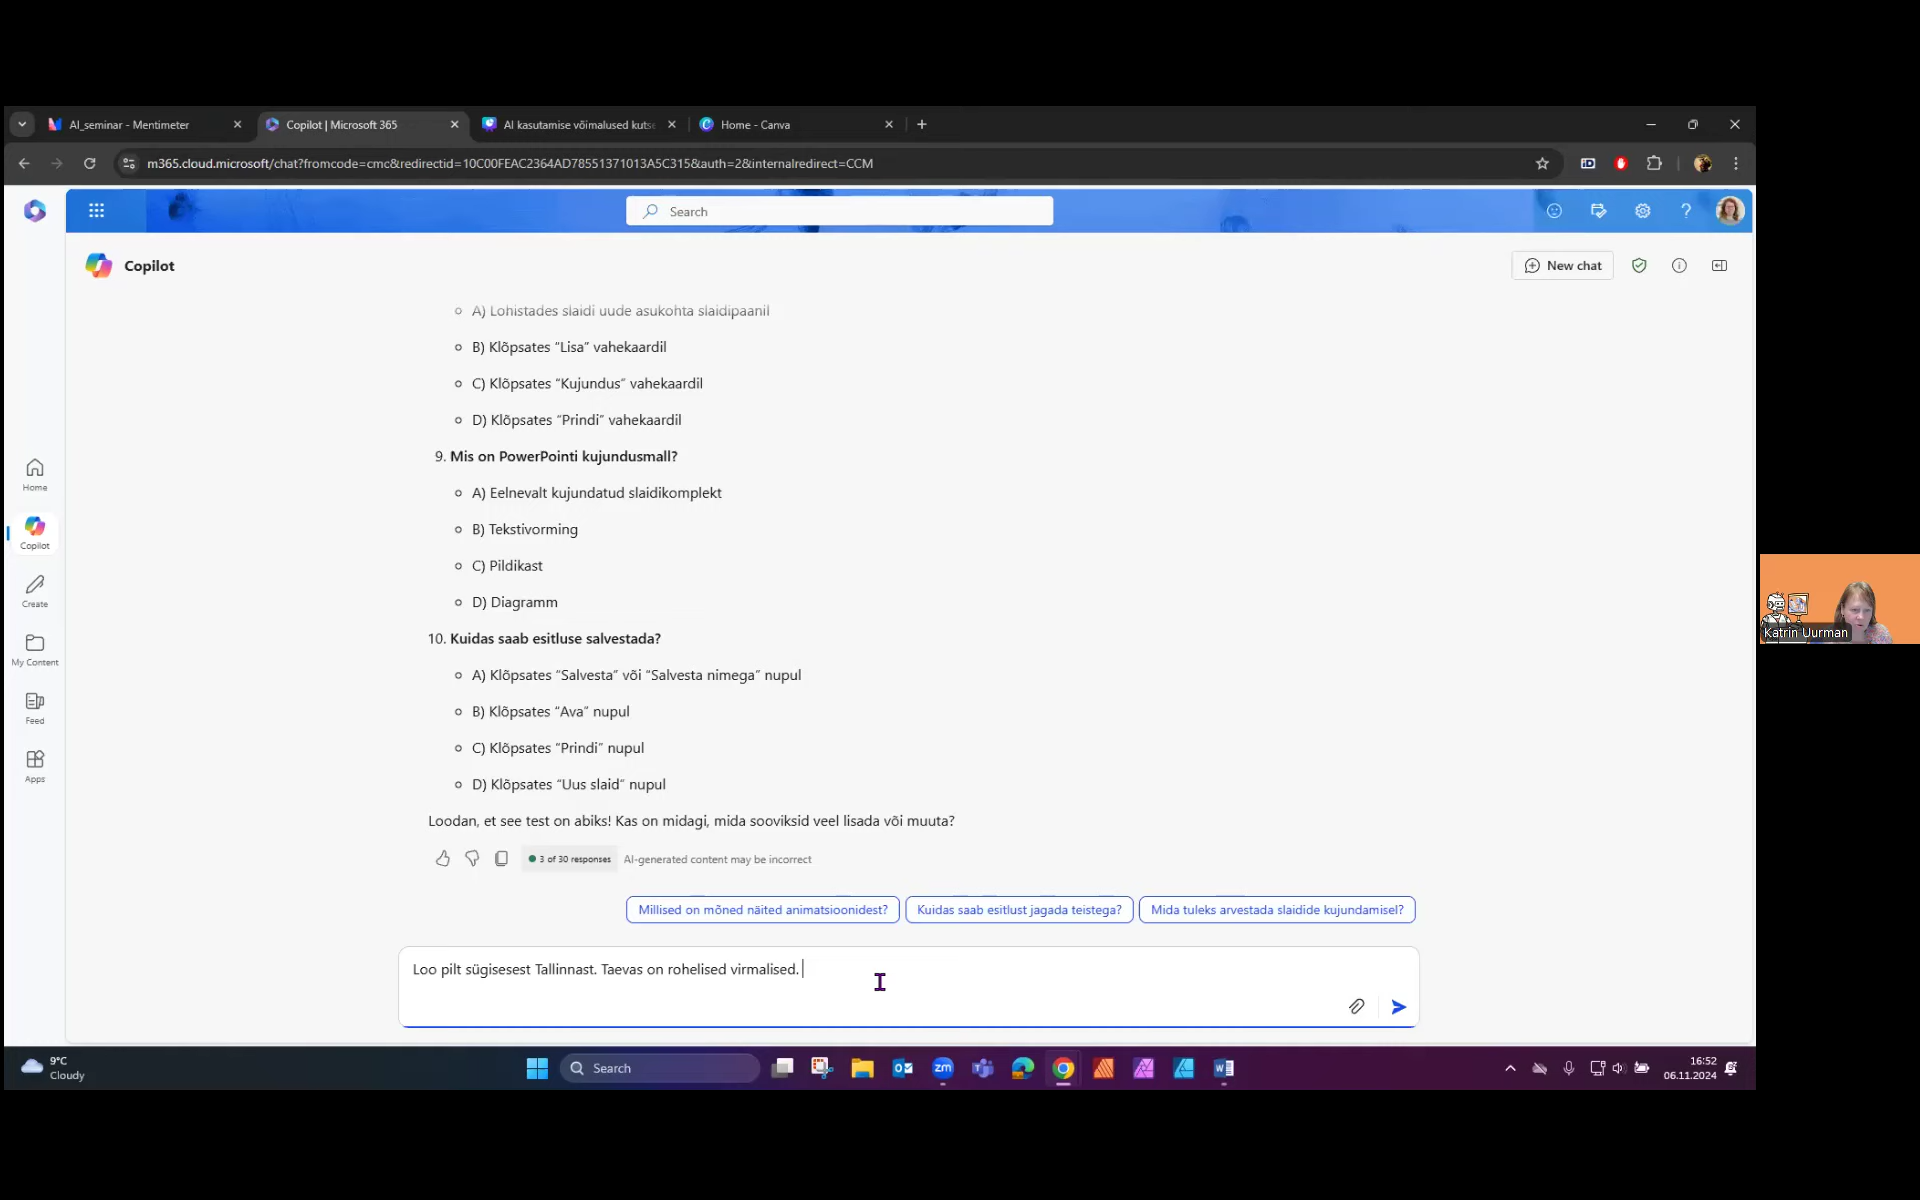 AI_seminar - Mentimeter
Copilot | Microsoft 365
AI kasutamise võimalused kutse
Home - Canva
m365.cloud.microsoft/chat?fromcode=cmc&redirectid=10C00FEAC2364AD78551371013A5C315&auth=2&internalredirect=CCM
Search
Copilot
New chat
A) Lohistades slaidi uude asukohta slaidipaanil
B) Klõpsates “Lisa” vahekaardil
C) Klõpsates “Kujundus” vahekaardil
D) Klõpsates “Prindi” vahekaardil
9. Mis on PowerPointi kujundusmall?
A) Eelnevalt kujundatud slaidikomplekt
B) Tekstivorming
C) Pildikast
D) Diagramm
10. Kuidas saab esitluse salvestada?
A) Klõpsates “Salvesta” või “Salvesta nimega” nupul
B) Klõpsates “Ava” nupul
C) Klõpsates “Prindi” nupul
D) Klõpsates “Uus slaid” nupul
Loodan, et see test on abiks! Kas on midagi, mida sooviksid veel lisada või muuta?
3 of 30 responses
AI-generated content may be incorrect
Millised on mõned näited animatsioonidest?
Kuidas saab esitlust jagada teistega?
Mida tuleks arvestada slaidide kujundamisel?
Loo pilt sügisesest Tallinnast. Taevas on rohelised virmalised.
Home
Copilot
Create
My Content
Feed
Apps
Katrin Uurman
9°C
Cloudy
Search
zm
16:52
06.11.2024